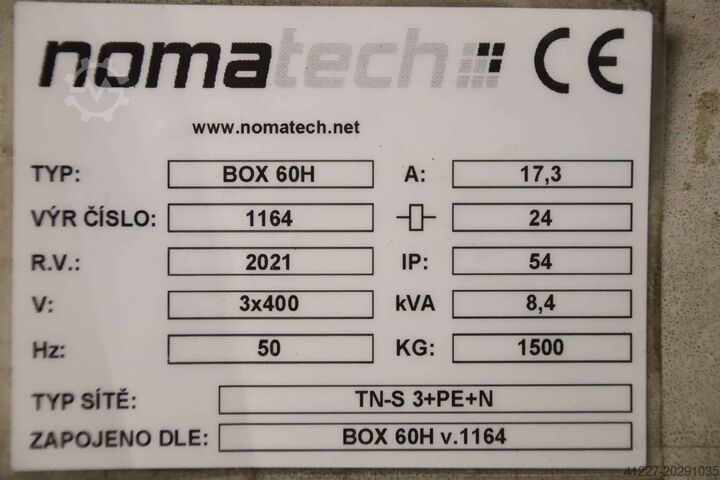 nomatech CE
www.nomatech.net
TYP: BOX 60H A: 17,3
VÝR ČÍSLO: 1164 24
R.V.: 2021 IP: 54
V: 3x400 kVA 8,4
Hz: 50 KG: 1500
TYP SÍTĚ: TN-S 3+PE+N
ZAPOJENO DLE: BOX 60H v.1164
41227-20291035